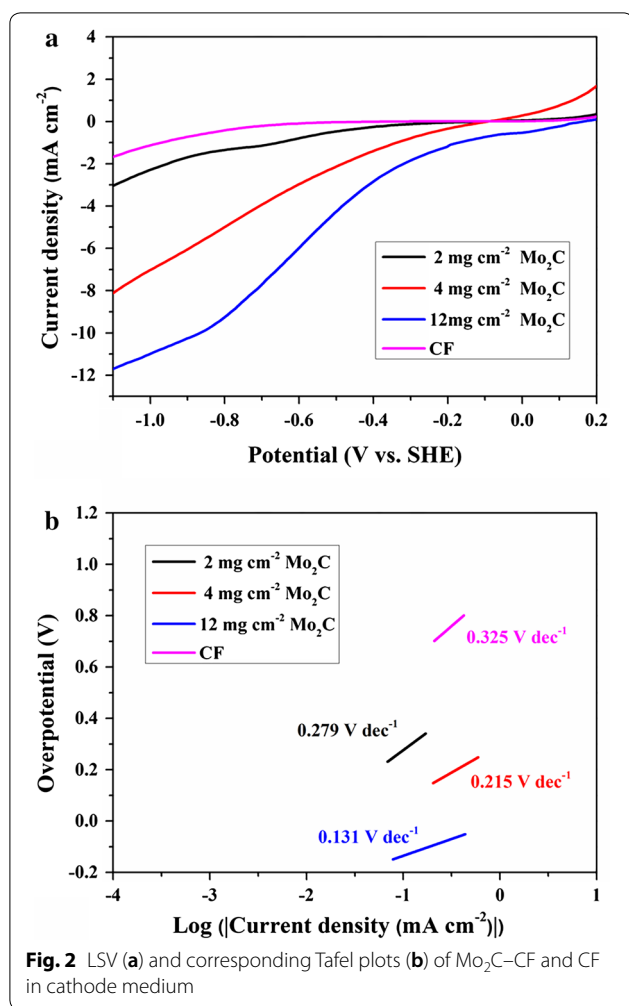 a
4
2
0
-2
-4
-6
-8
-10
-12
Current density (mA cm⁻²)
2 mg cm⁻² Mo₂C
4 mg cm⁻² Mo₂C
12mg cm⁻² Mo₂C
CF
-1.0 -0.8 -0.6 -0.4 -0.2 0.0 0.2
Potential (V vs. SHE)
b
1.2
1.0
0.8
0.6
0.4
0.2
0.0
-0.2
Overpotential (V)
2 mg cm⁻² Mo₂C
4 mg cm⁻² Mo₂C
12 mg cm⁻² Mo₂C
CF
0.325 V dec⁻¹
0.279 V dec⁻¹
0.215 V dec⁻¹
0.131 V dec⁻¹
-4 -3 -2 -1 0 1
Log (|Current density (mA cm⁻²)|)
Fig. 2 LSV (a) and corresponding Tafel plots (b) of Mo₂C–CF and CF
in cathode medium